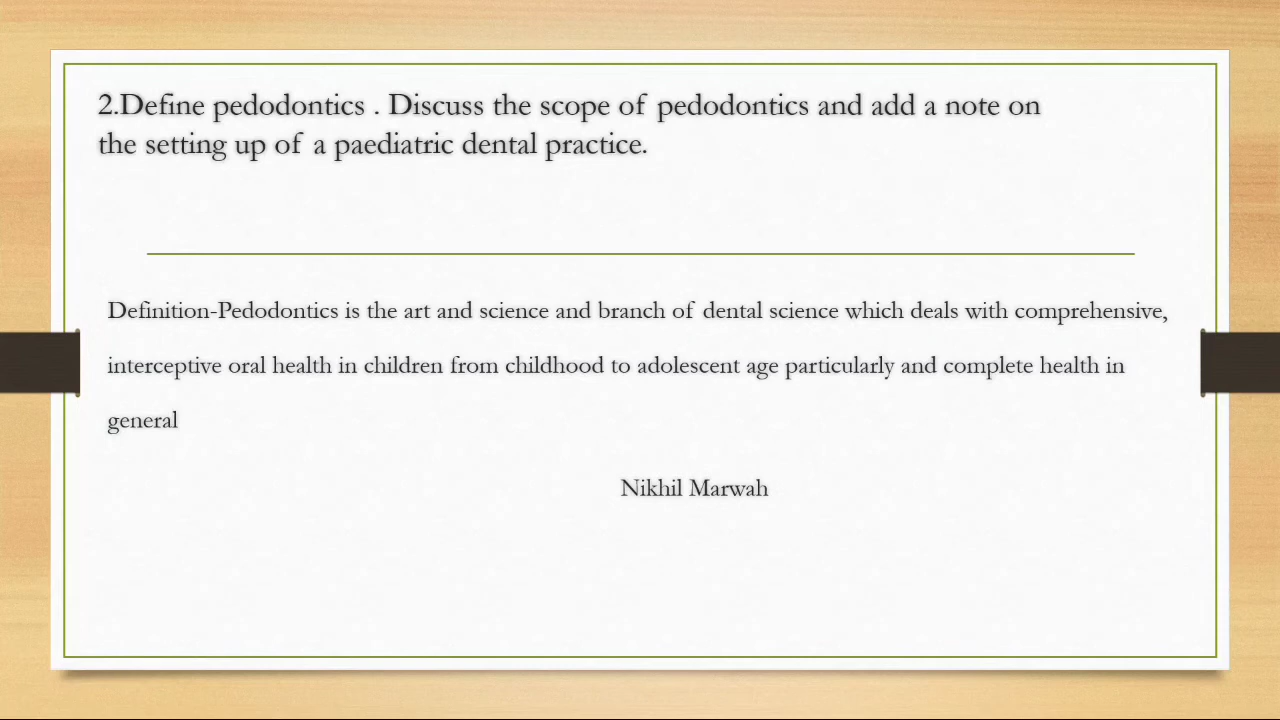 2.Define pedodontics . Discuss the scope of pedodontics and add a note on
the setting up of a paediatric dental practice.
Definition-Pedodontics is the art and science and branch of dental science which deals with comprehensive,
interceptive oral health in children from childhood to adolescent age particularly and complete health in
general
Nikhil Marwah